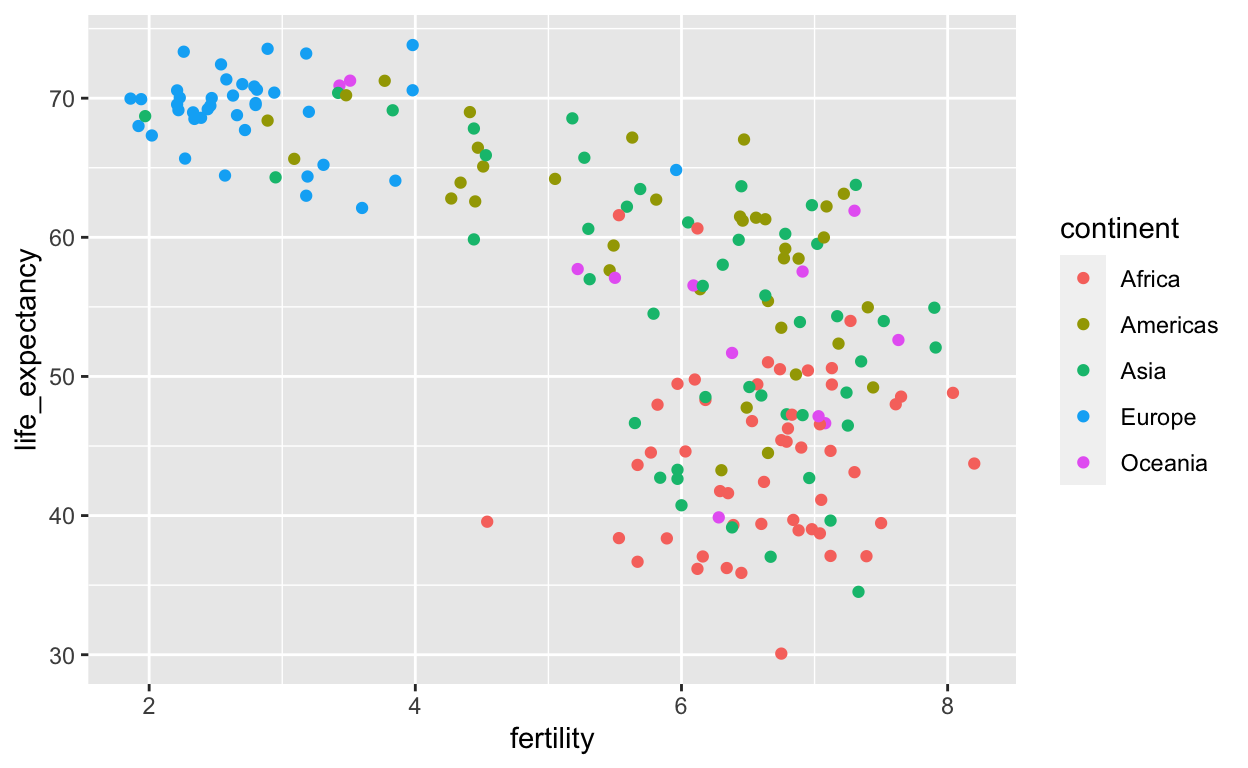 life_expectancy
70
60
50
40
30
2 4 6 8
fertility
continent
Africa
Americas
Asia
Europe
Oceania